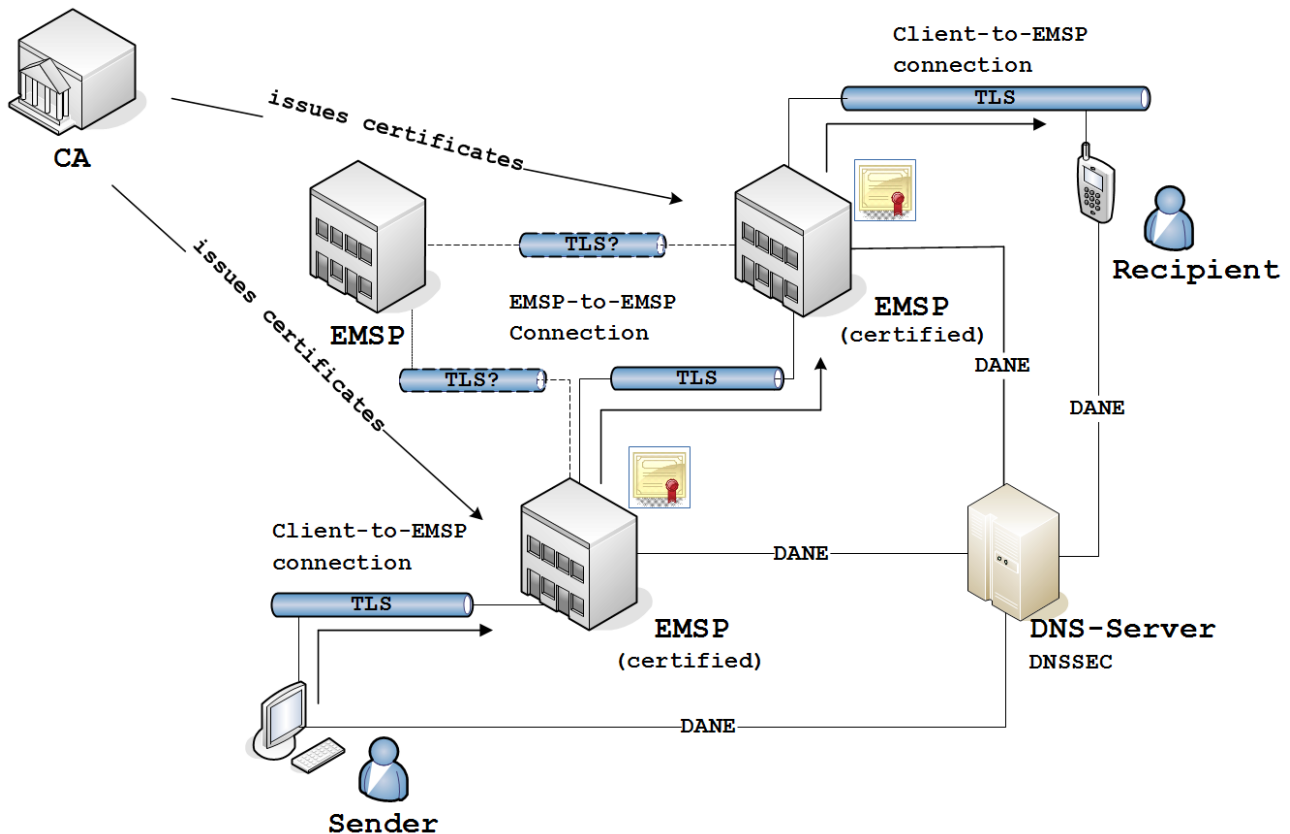 Client-to-EMSP
connection
TLS
issues certificates
CA
TLS?
Recipient
EMSP-to-EMSP
Connection
EMSP
EMSP
(certified)
DANE
TLS?
TLS
DANE
issues certificates
Client-to-EMSP
connection
DANE
TLS
EMSP
(certified)
DNS-Server
DNSSEC
DANE
Sender